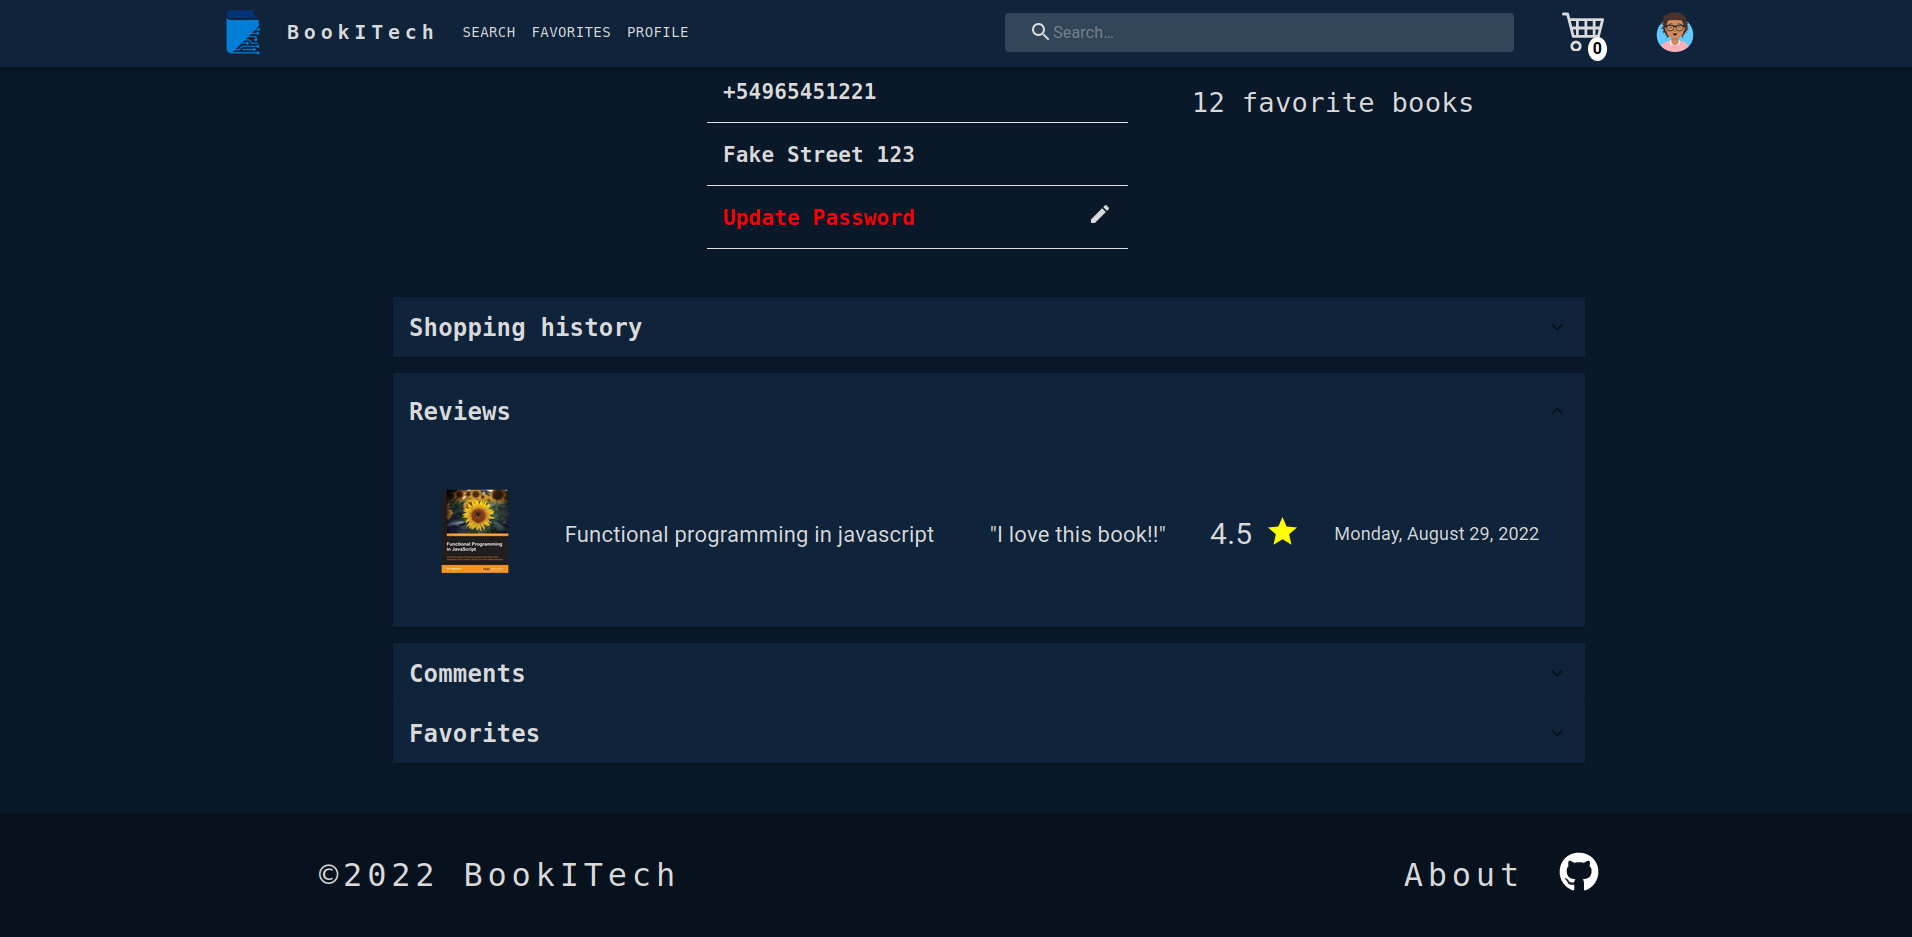 BookITech SEARCH FAVORITES PROFILE Search... 0
+54965451221
12 favorite books
Fake Street 123
Update Password
Shopping history
Reviews
Functional Programming
in JavaScript
Functional programming in javascript "I love this book!!" 4.5 Monday, August 29, 2022
Comments
Favorites
©2022 BookITech About